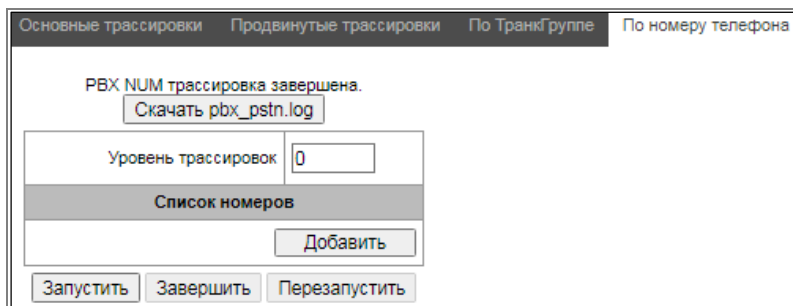 Основные трассировки Продвинутые трассировки По ТранкГруппе По номеру телефона
PBX NUM трассировка завершена.
Скачать pbx_pstn.log
Уровень трассировок 0
Список номеров
Добавить
Запустить Завершить Перезапустить